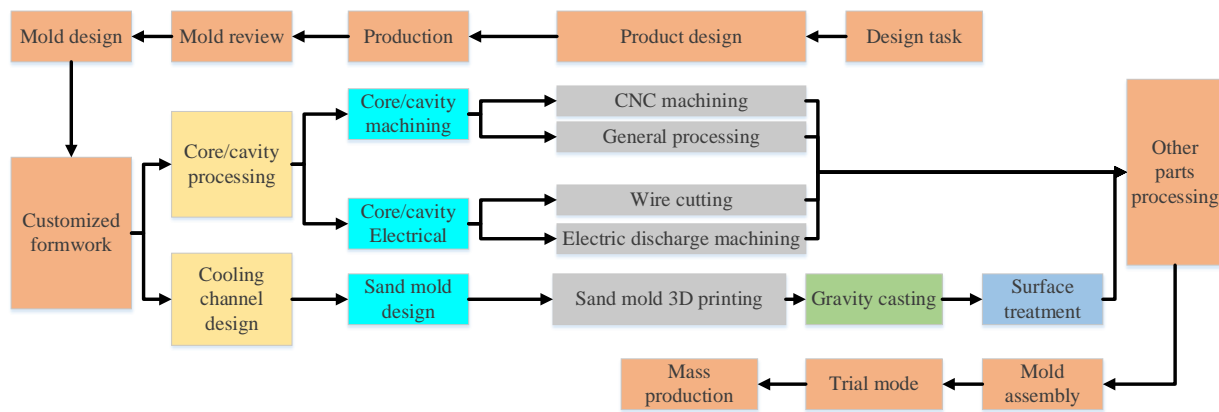 Mold design
Mold review
Production
Product design
Design task
Core/cavity
machining
CNC machining
General processing
Core/cavity
processing
Other
parts
processing
Customized
formwork
Core/cavity
Electrical
Wire cutting
Electric discharge machining
Cooling
channel
design
Sand mold
design
Sand mold 3D printing
Gravity casting
Surface
treatment
Mass
production
Trial mode
Mold
assembly